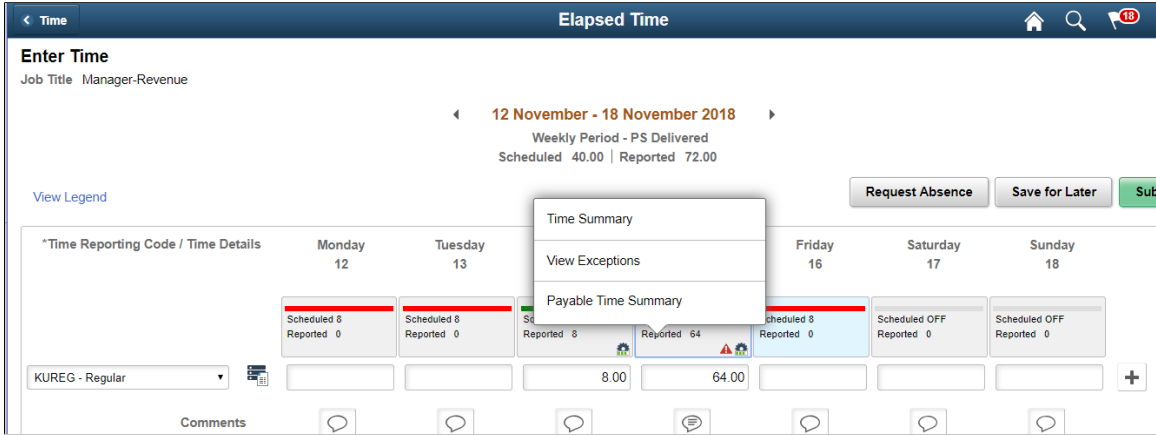 Time
Elapsed Time
18
Enter Time
Job Title Manager-Revenue
12 November - 18 November 2018
Weekly Period - PS Delivered
Scheduled 40.00 | Reported 72.00
View Legend
Request Absence
Save for Later
Sub
Time Summary
View Exceptions
Payable Time Summary
*Time Reporting Code / Time Details
Monday
12
Tuesday
13
Friday
16
Saturday
17
Sunday
18
Scheduled 8
Reported 0
Scheduled 8
Reported 0
Sc
Reported 8
Reported 64
cheduled 8
Reported 0
Scheduled OFF
Reported 0
Scheduled OFF
Reported 0
KUREG - Regular
8.00
64.00
Comments